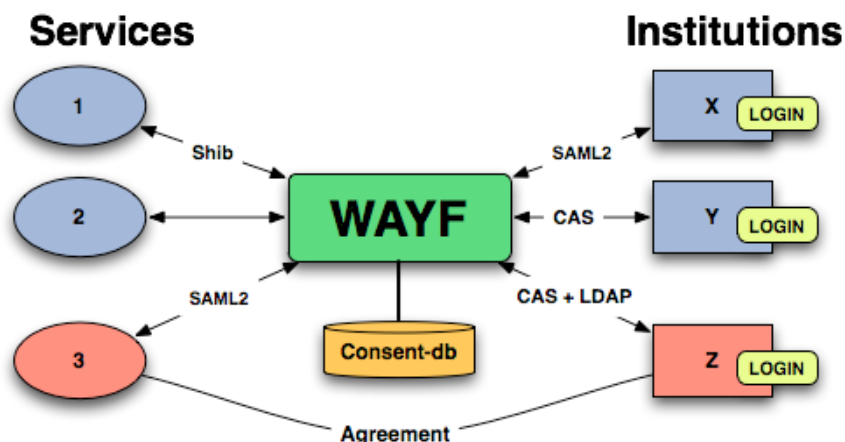 Services
Institutions
1
Shib
SAML2
X
LOGIN
2
WAYF
CAS
Y
LOGIN
SAML2
CAS + LDAP
3
Consent-db
Z
LOGIN
Agreement